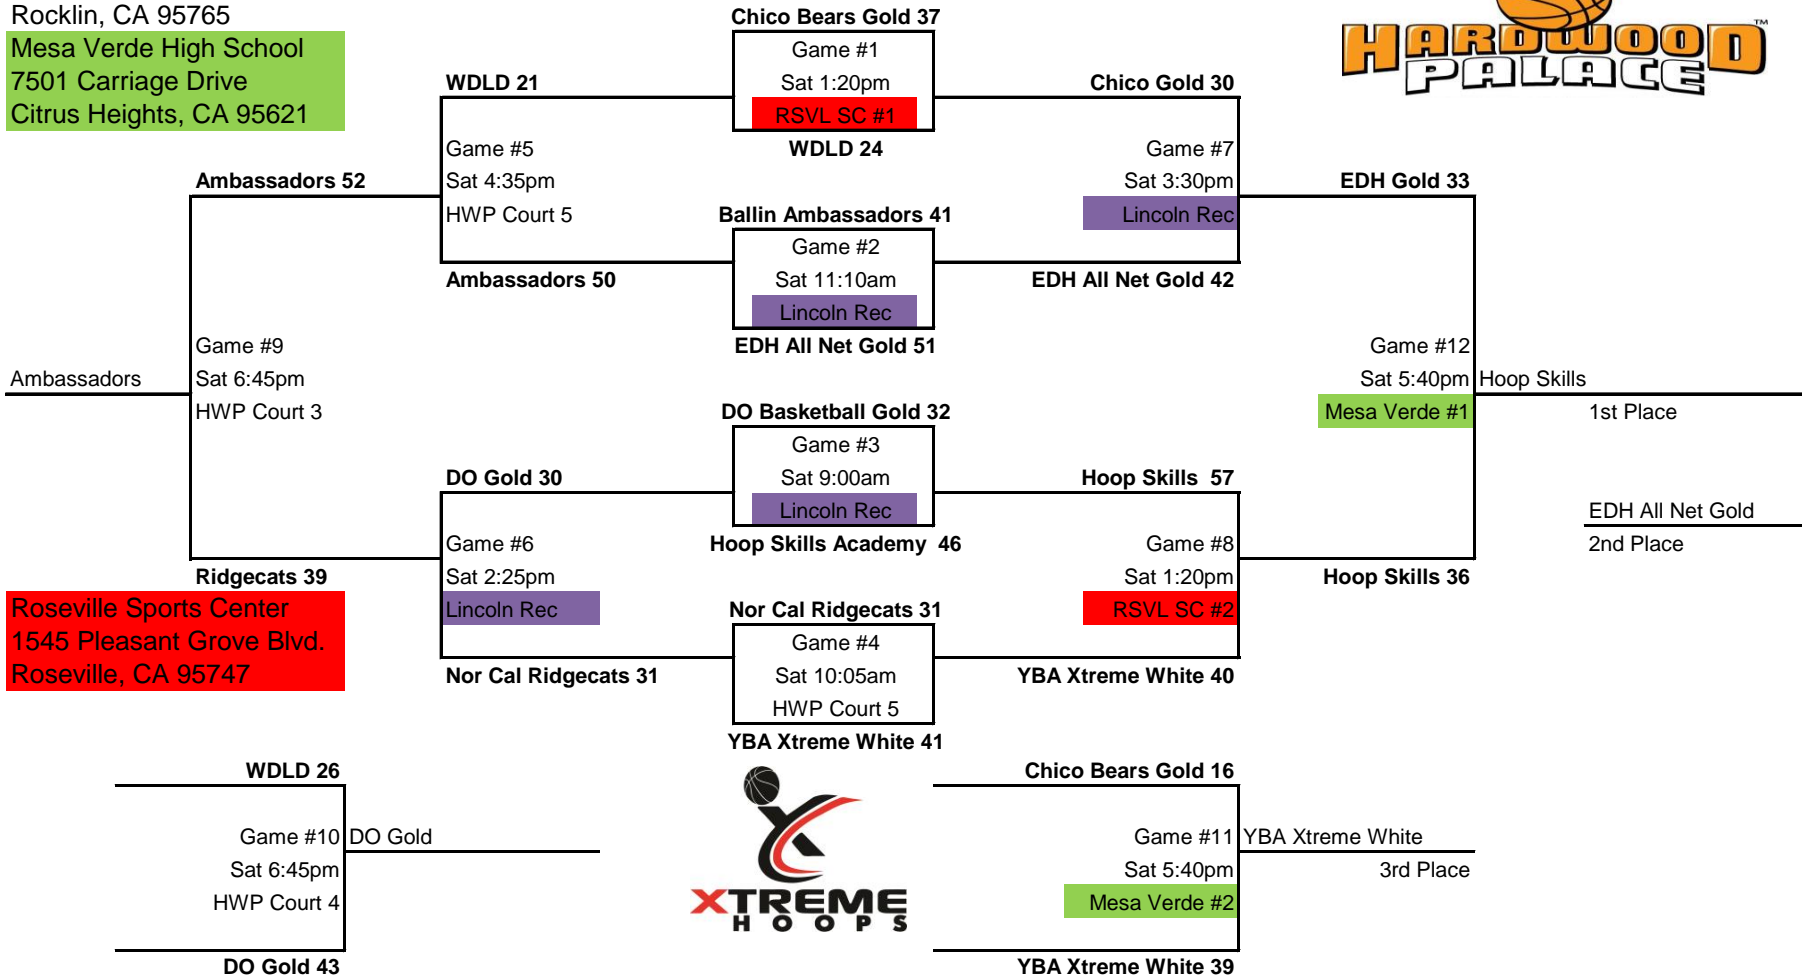 Rocklin, CA 95765
Mesa Verde High School
7501 Carriage Drive
Citrus Heights, CA 95621
HARDWOOD
PALACE
TM
Chico Bears Gold 37
Game #1
Sat 1:20pm
RSVL SC #1
WDLD 24
WDLD 21
Game #5
Sat 4:35pm
HWP Court 5
Ambassadors 50
Chico Gold 30
Game #7
Sat 3:30pm
Lincoln Rec
EDH All Net Gold 42
Ambassadors 52
EDH Gold 33
Ballin Ambassadors 41
Game #2
Sat 11:10am
Lincoln Rec
EDH All Net Gold 51
Game #9
Sat 6:45pm
HWP Court 3
Ambassadors
Game #12
Sat 5:40pm
Mesa Verde #1
Hoop Skills
1st Place
DO Basketball Gold 32
Game #3
Sat 9:00am
Lincoln Rec
Hoop Skills Academy  46
DO Gold 30
Game #6
Sat 2:25pm
Lincoln Rec
Nor Cal Ridgecats 31
Hoop Skills  57
Game #8
Sat 1:20pm
RSVL SC #2
YBA Xtreme White 40
EDH All Net Gold
2nd Place
Ridgecats 39
Hoop Skills 36
Roseville Sports Center
1545 Pleasant Grove Blvd.
Roseville, CA 95747
Nor Cal Ridgecats 31
Game #4
Sat 10:05am
HWP Court 5
YBA Xtreme White 41
WDLD 26
Game #10
Sat 6:45pm
HWP Court 4
DO Gold
DO Gold 43
XTREME
HOOPS
Chico Bears Gold 16
Game #11
Sat 5:40pm
Mesa Verde #2
YBA Xtreme White
3rd Place
YBA Xtreme White 39